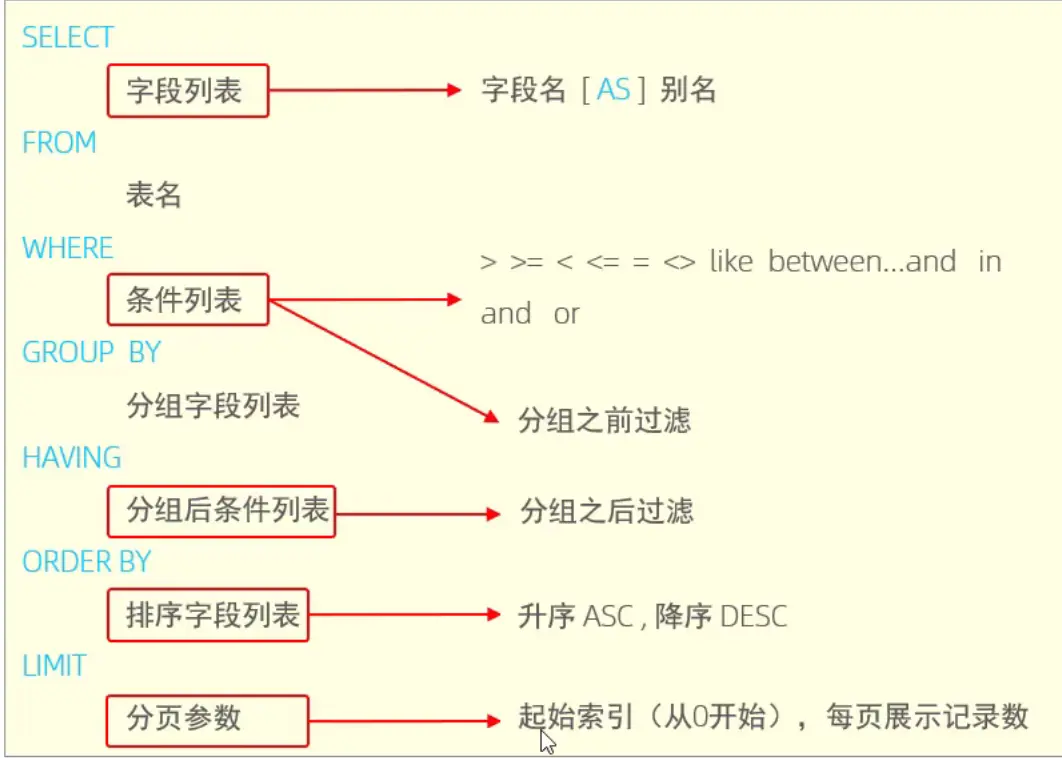 SELECT
字段列表 字段名 [ AS ] 别名
FROM
表名
WHERE
> >= < <= = <> like between...and in
条件列表
and or
GROUP BY
分组字段列表
分组之前过滤
HAVING
分组后条件列表 分组之后过滤
ORDER BY
排序字段列表 升序 ASC , 降序 DESC
LIMIT
分页参数 起始索引（从0开始），每页展示记录数